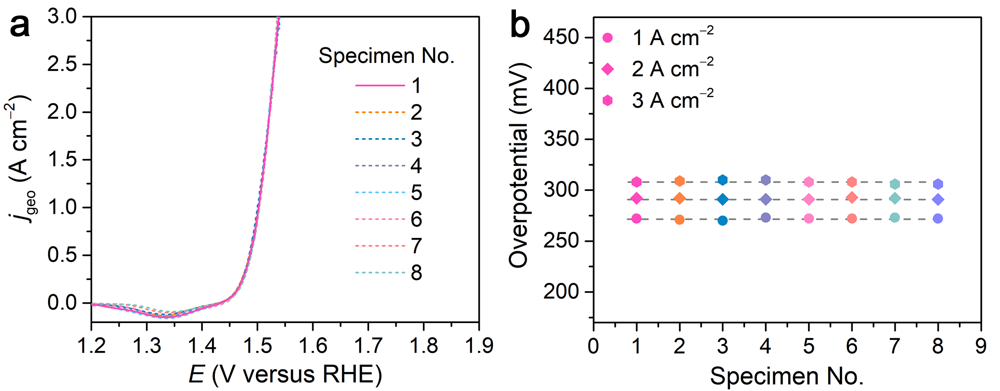 a
3.0
2.5
2.0
1.5
1.0
0.5
0.0
j geo (A cm⁻²)
Specimen No.
1
2
3
4
5
6
7
8
1.2 1.3 1.4 1.5 1.6 1.7 1.8 1.9
E (V versus RHE)
b
450
400
350
300
250
200
Overpotential (mV)
1 A cm⁻²
2 A cm⁻²
3 A cm⁻²
0 1 2 3 4 5 6 7 8 9
Specimen No.